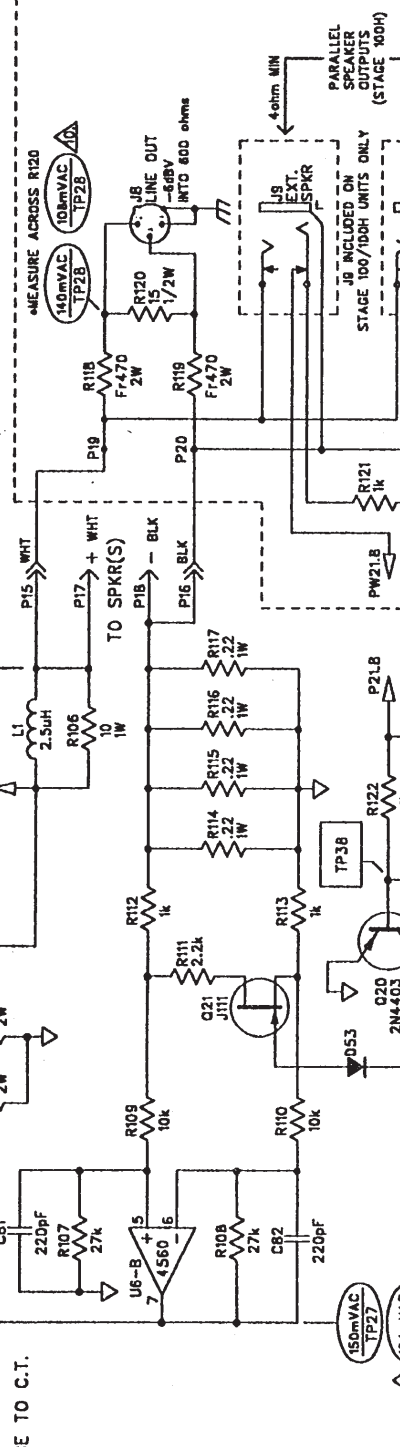 *MEASURE ACROSS R120
140mVAC
TP28
108mVAC
TP28
J8
LINE OUT
-6dBV
INTO 600 ohms
R120
15
1/2W
R118
Fr470
2W
R119
Fr470
2W
P19
P20
4ohm MIN
PARALLEL
SPEAKER
OUTPUTS
(STAGE 100H)
J9
EXT.
SPKR
J9 INCLUDED ON
STAGE 100/100H UNITS ONLY
R121
1k
PW21.B
P15
WHT
P17
+ WHT
TO SPKR(S)
P18
- BLK
P16
BLK
L1
2.5uH
R106
10
1W
R117
.22
1W
R116
.22
1W
R115
.22
1W
R114
.22
1W
P21.B
R122
TP38
R112
1k
R113
1k
R111
2.2k
Q21
J111
Q20
2N4403
D53
2W
2W
R109
10k
R110
10k
220pF
R107
27k
U6-B
4560
+
-
5
6
7
R108
27k
C82
220pF
150mVAC
TP27
E TO C.T.